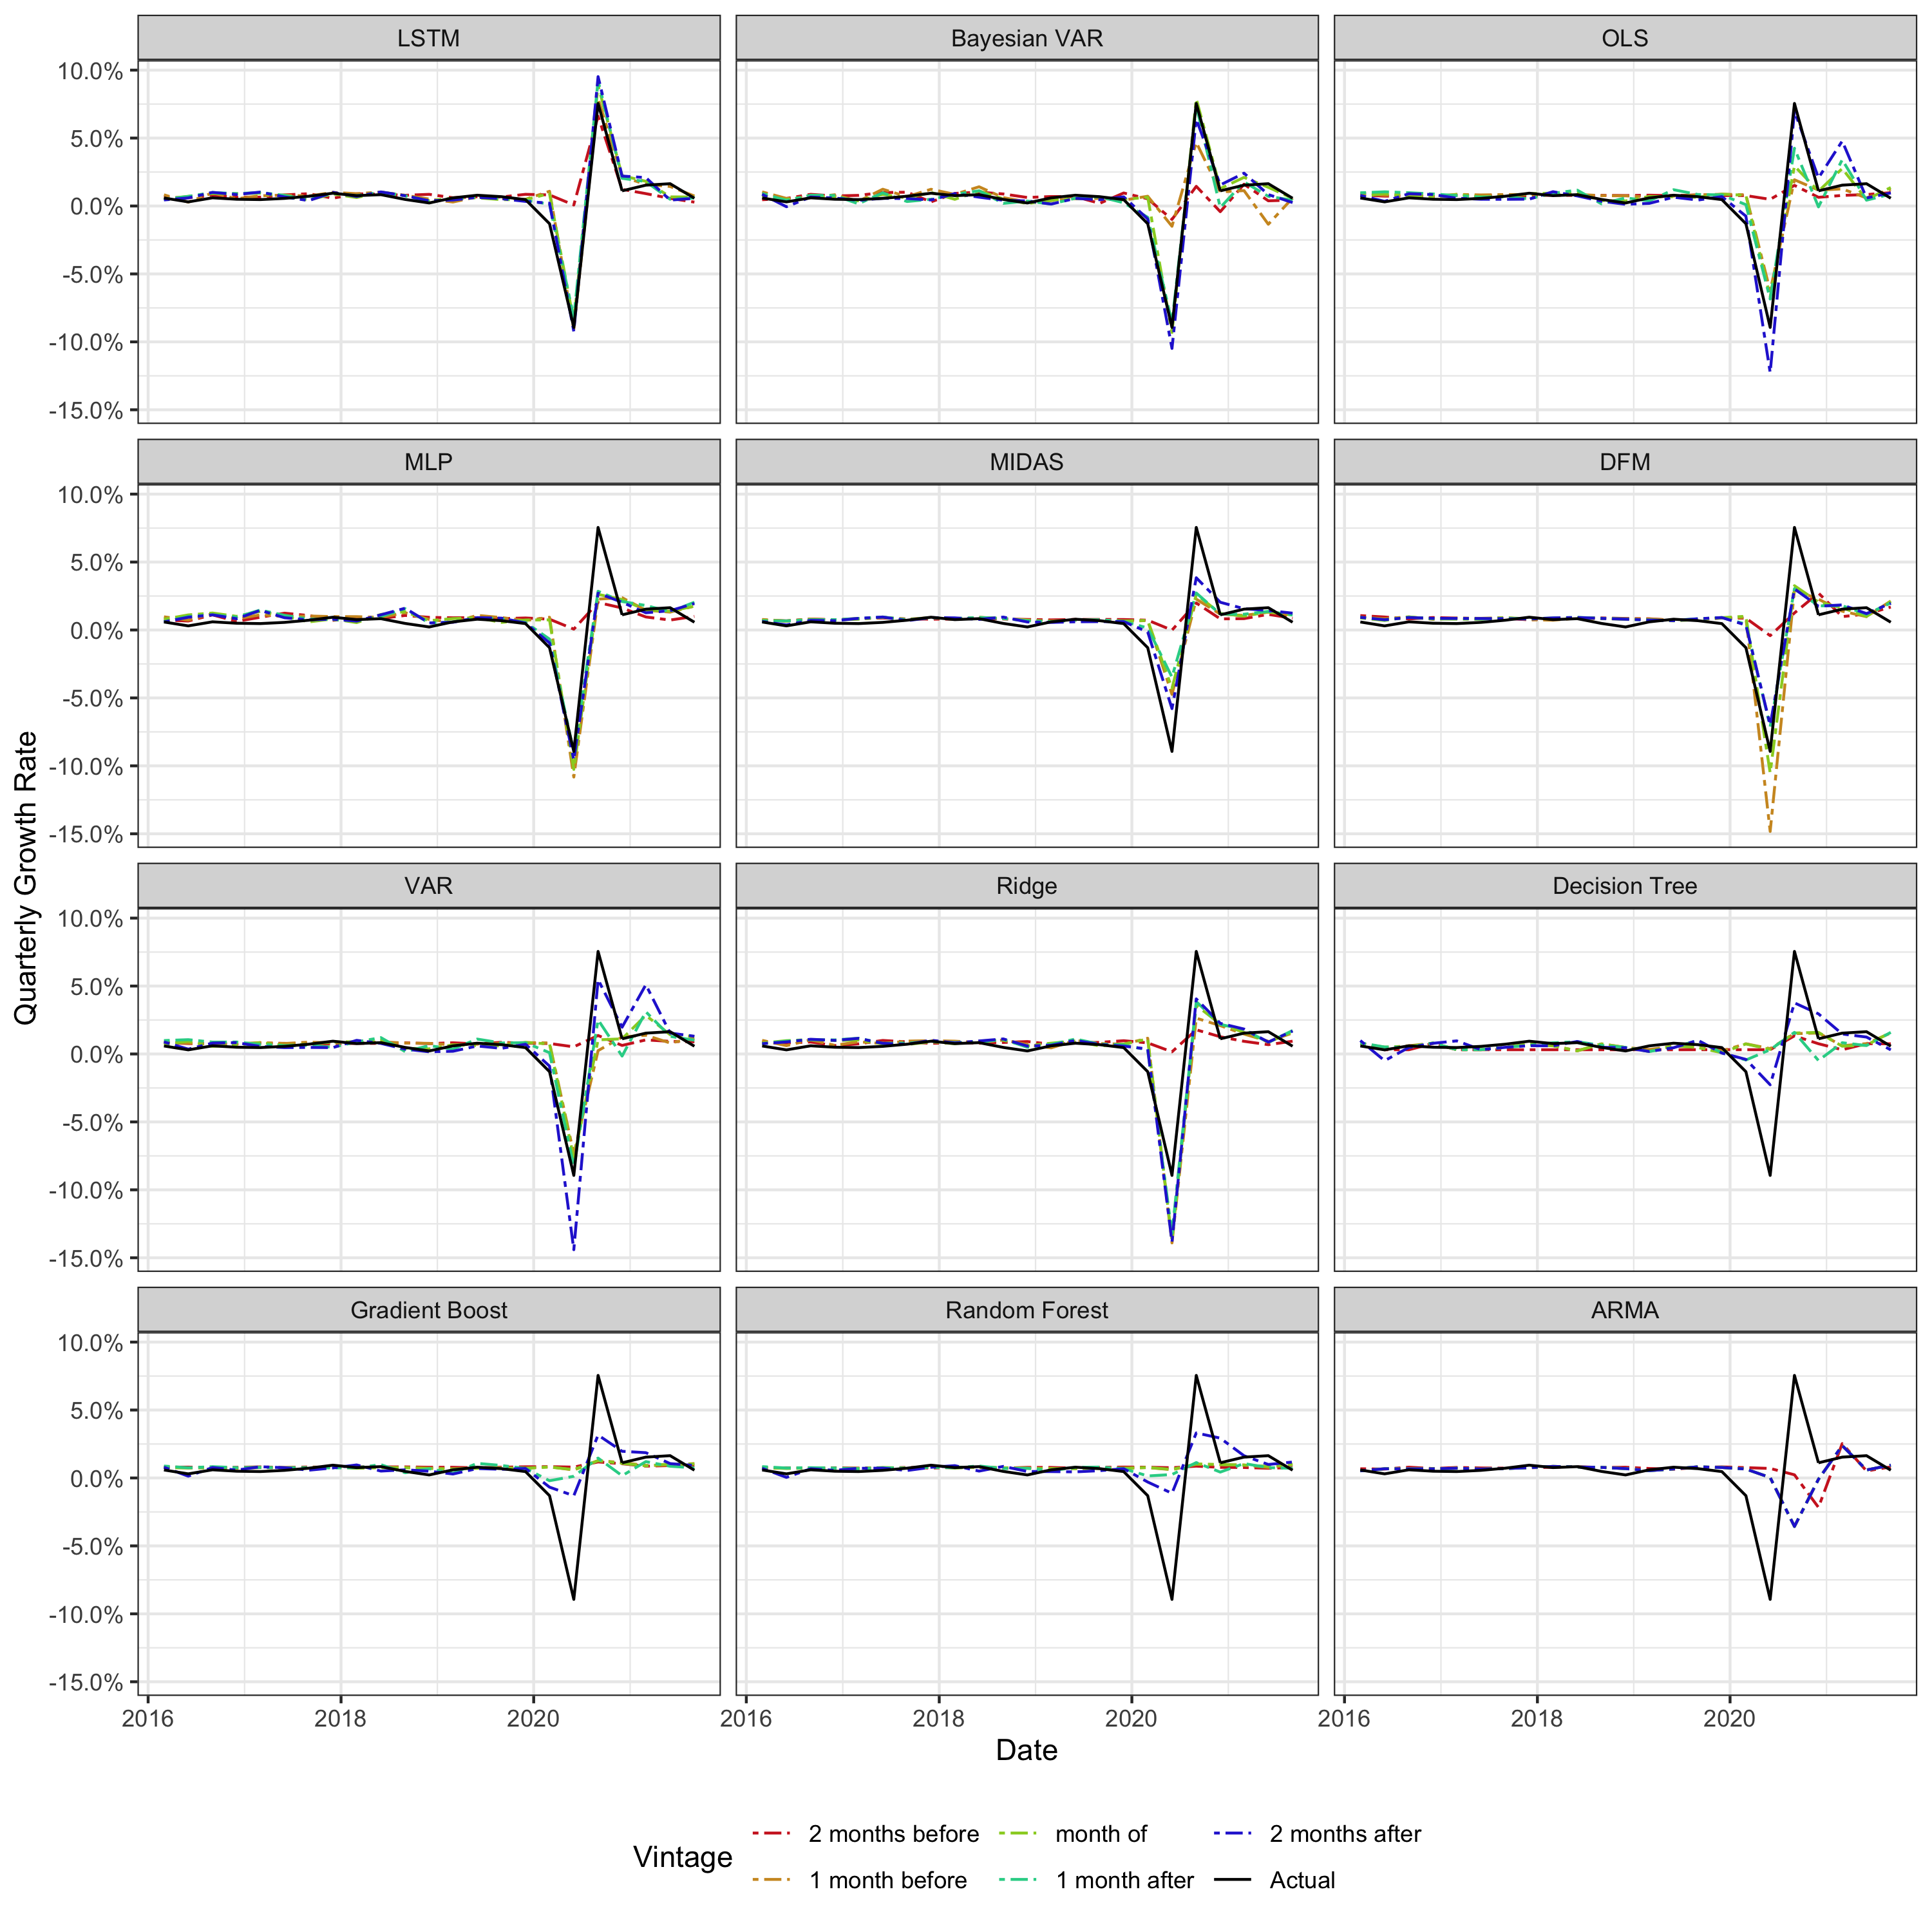 LSTM
Bayesian VAR
OLS
10.0%
5.0%
0.0%
-5.0%
-10.0%
-15.0%
MLP
MIDAS
DFM
10.0%
5.0%
0.0%
-5.0%
-10.0%
-15.0%
VAR
Ridge
Decision Tree
10.0%
5.0%
0.0%
-5.0%
-10.0%
-15.0%
Gradient Boost
Random Forest
ARMA
10.0%
5.0%
0.0%
-5.0%
-10.0%
-15.0%
Quarterly Growth Rate
2016 2018 2020
2016 2018 2020
2016 2018 2020
Date
Vintage
2 months before
month of
2 months after
1 month before
1 month after
Actual